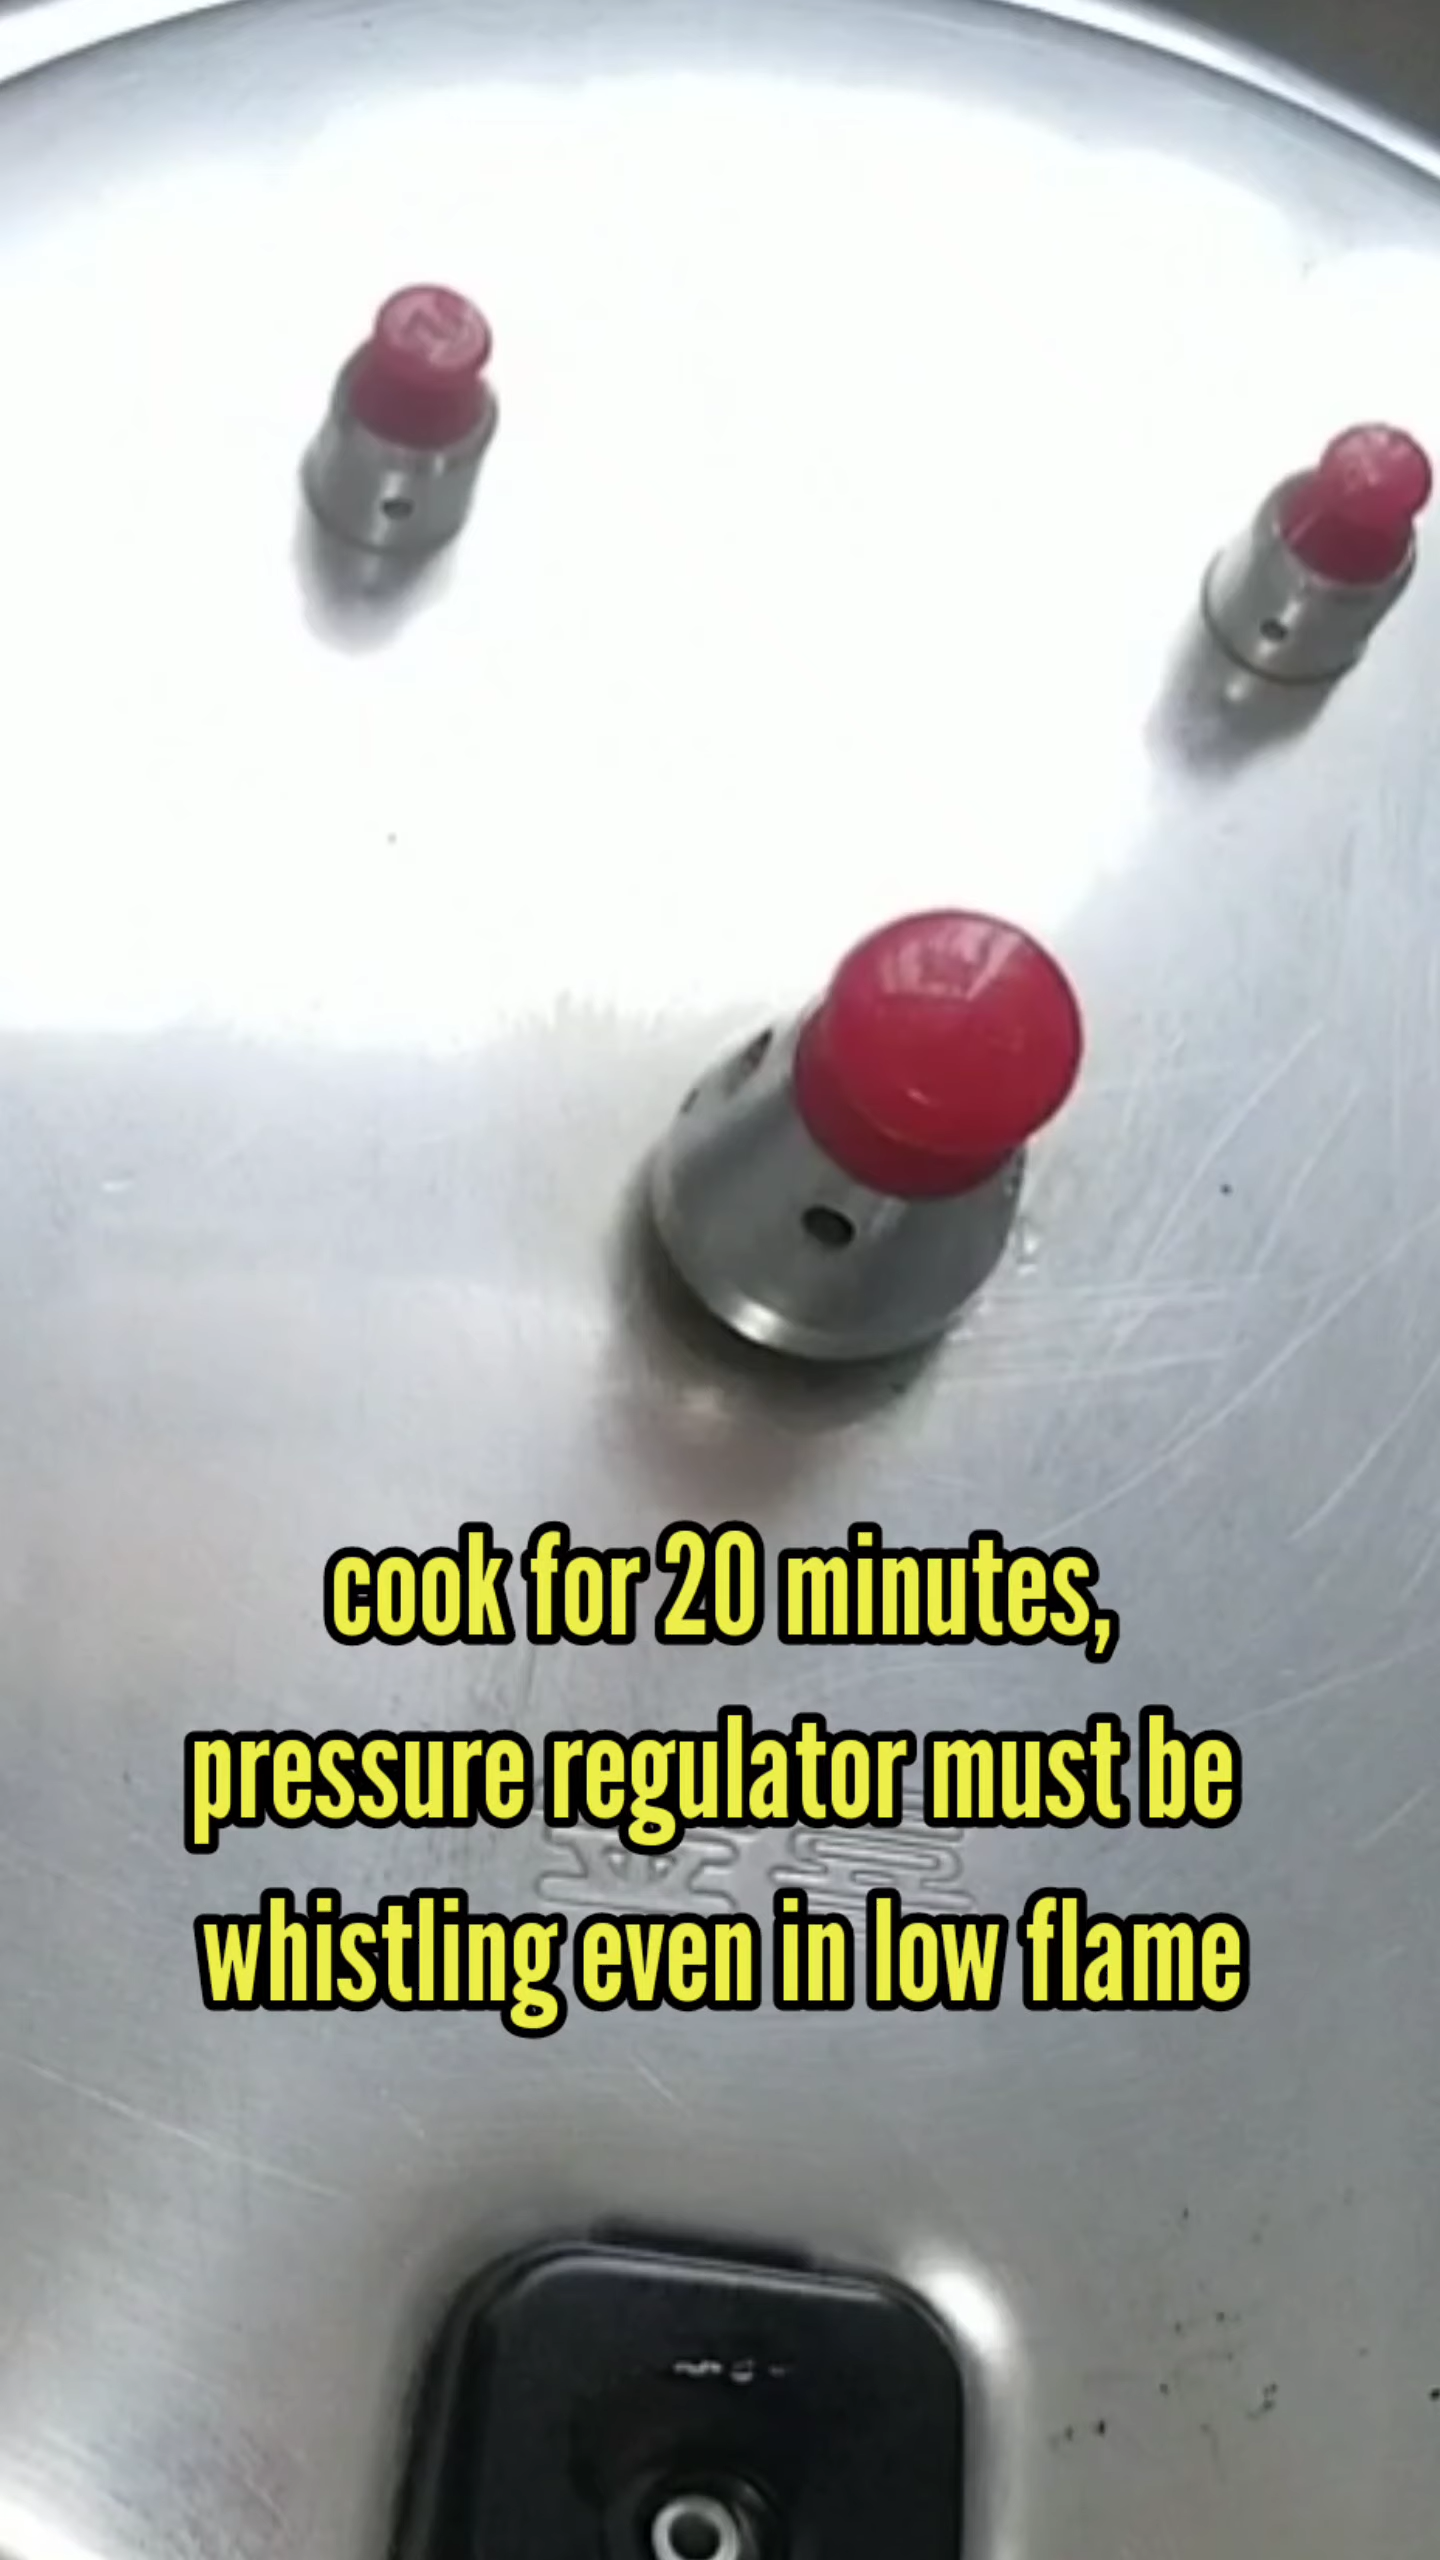 cook for 20 minutes,
pressure regulator must be
whistling even in low flame